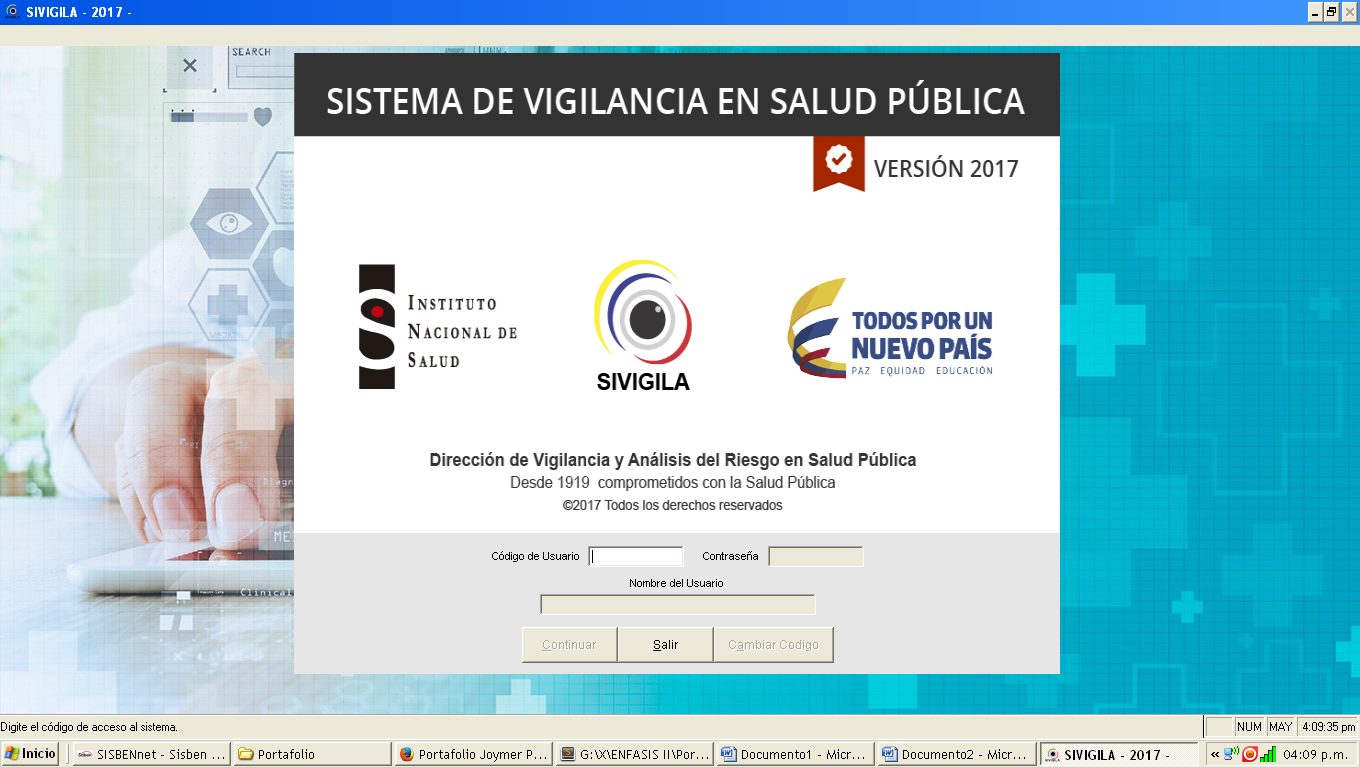 SIVIGILA - 2017 -
SEARCH
SISTEMA DE VIGILANCIA EN SALUD PÚBLICA
VERSIÓN 2017
INSTITUTO
NACIONAL DE
SALUD
SIVIGILA
TODOS POR UN
NUEVO PAÍS
PAZ EQUIDAD EDUCACIÓN
Dirección de Vigilancia y Análisis del Riesgo en Salud Pública
Desde 1919 comprometidos con la Salud Pública
©2017 Todos los derechos reservados
Código de Usuario
Contraseña
Nombre del Usuario
Continuar
Salir
Cambiar Codigo
Clinical
Digite el código de acceso al sistema.
NUM
MAY
4:09:35 pm
Inicio
SISBENnet - Sisben ...
Portafolio
Portafolio Joymer P...
G:\X\ENFASIS II\Por...
Documento1 - Micr...
Documento2 - Micr...
SIVIGILA - 2017 -
04:09 p.m.